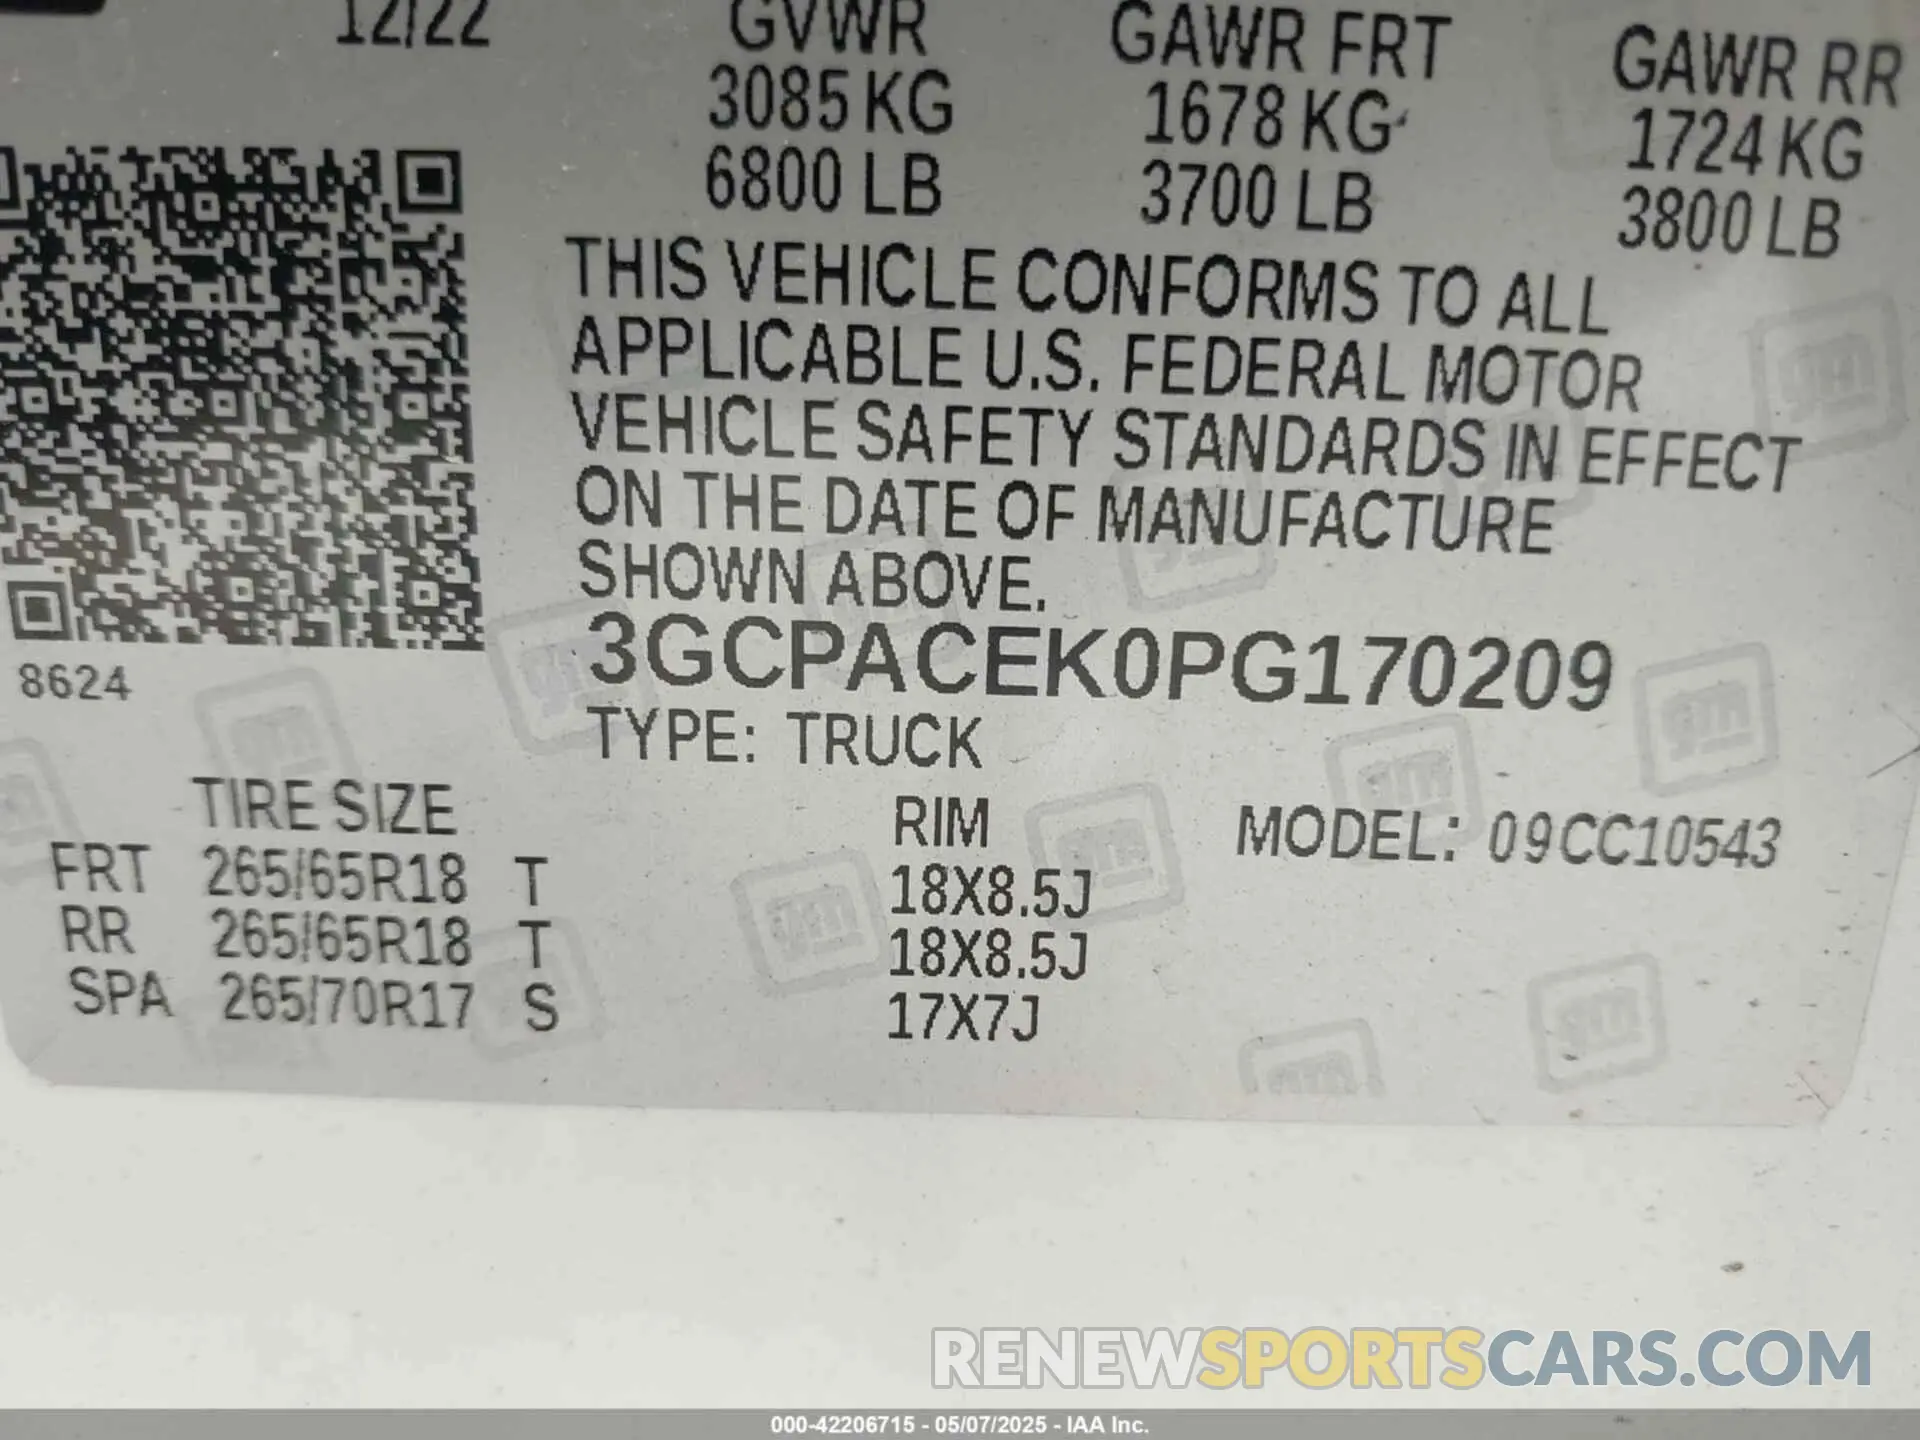 12/22 GVWR GAWR FRT GAWR RR
3085 KG 1678 KG 1724 KG
6800 LB 3700 LB 3800 LB
THIS VEHICLE CONFORMS TO ALL
APPLICABLE U.S. FEDERAL MOTOR
VEHICLE SAFETY STANDARDS IN EFFECT
ON THE DATE OF MANUFACTURE
SHOWN ABOVE.
3GCPACEK0PG170209
8624
TYPE: TRUCK
TIRE SIZE RIM MODEL: 09CC10543
FRT 265/65R18 T 18X8.5J
RR 265/65R18 T 18X8.5J
SPA 265/70R17 S 17X7J
RENEWSPORTSCARS.COM
000-42206715 - 05/07/2025 - IAA Inc.